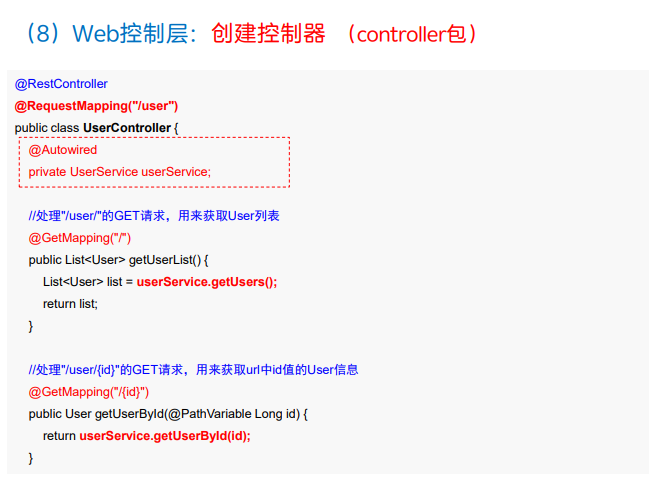 （8）Web控制层：创建控制器 （controller包）
@RestController
@RequestMapping("/user")
public class UserController {
@Autowired
private UserService userService;
//处理"/user/"的GET请求，用来获取User列表
@GetMapping("/")
public List<User> getUserList() {
List<User> list = userService.getUsers();
return list;
}
//处理"/user/{id}"的GET请求，用来获取url中id值的User信息
@GetMapping("/{id}")
public User getUserById(@PathVariable Long id) {
return userService.getUserById(id);
}